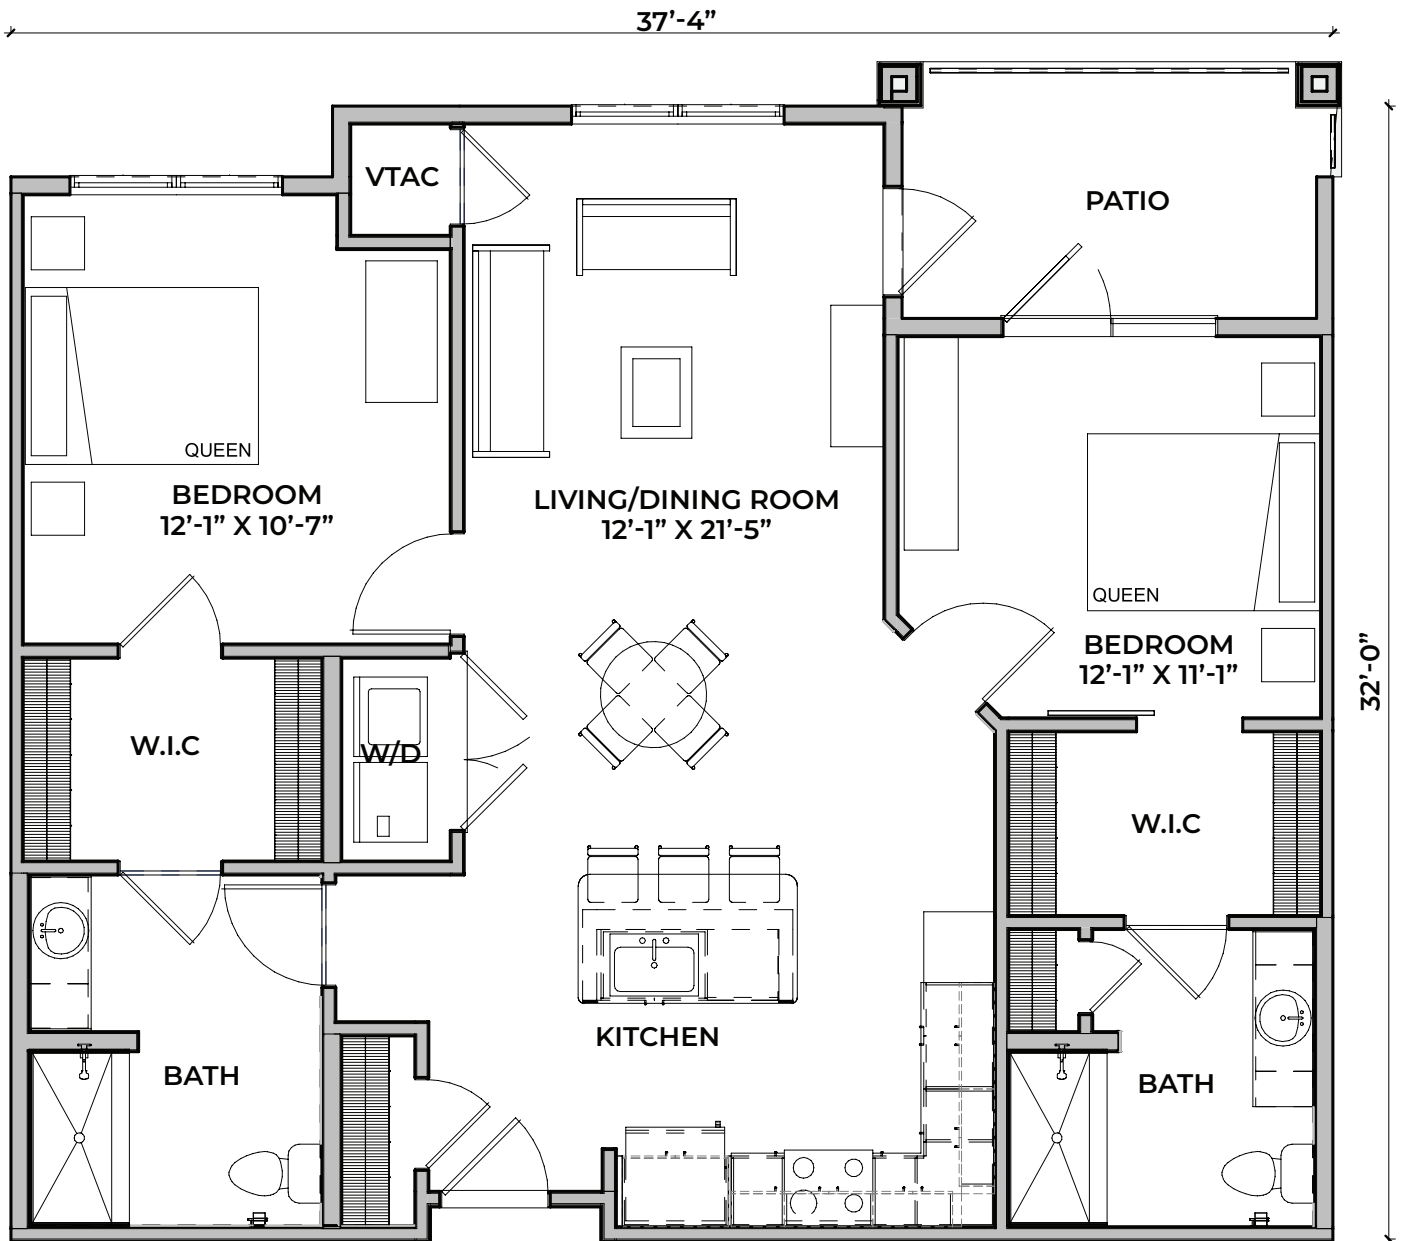 37’-4”
VTAC
PATIO
QUEEN
BEDROOM
12’-1” X 10’-7”
LIVING/DINING ROOM
12’-1” X 21’-5”
QUEEN
BEDROOM
12’-1” X 11’-1”
32’-0”
W.I.C
W/D
W.I.C
KITCHEN
BATH
BATH